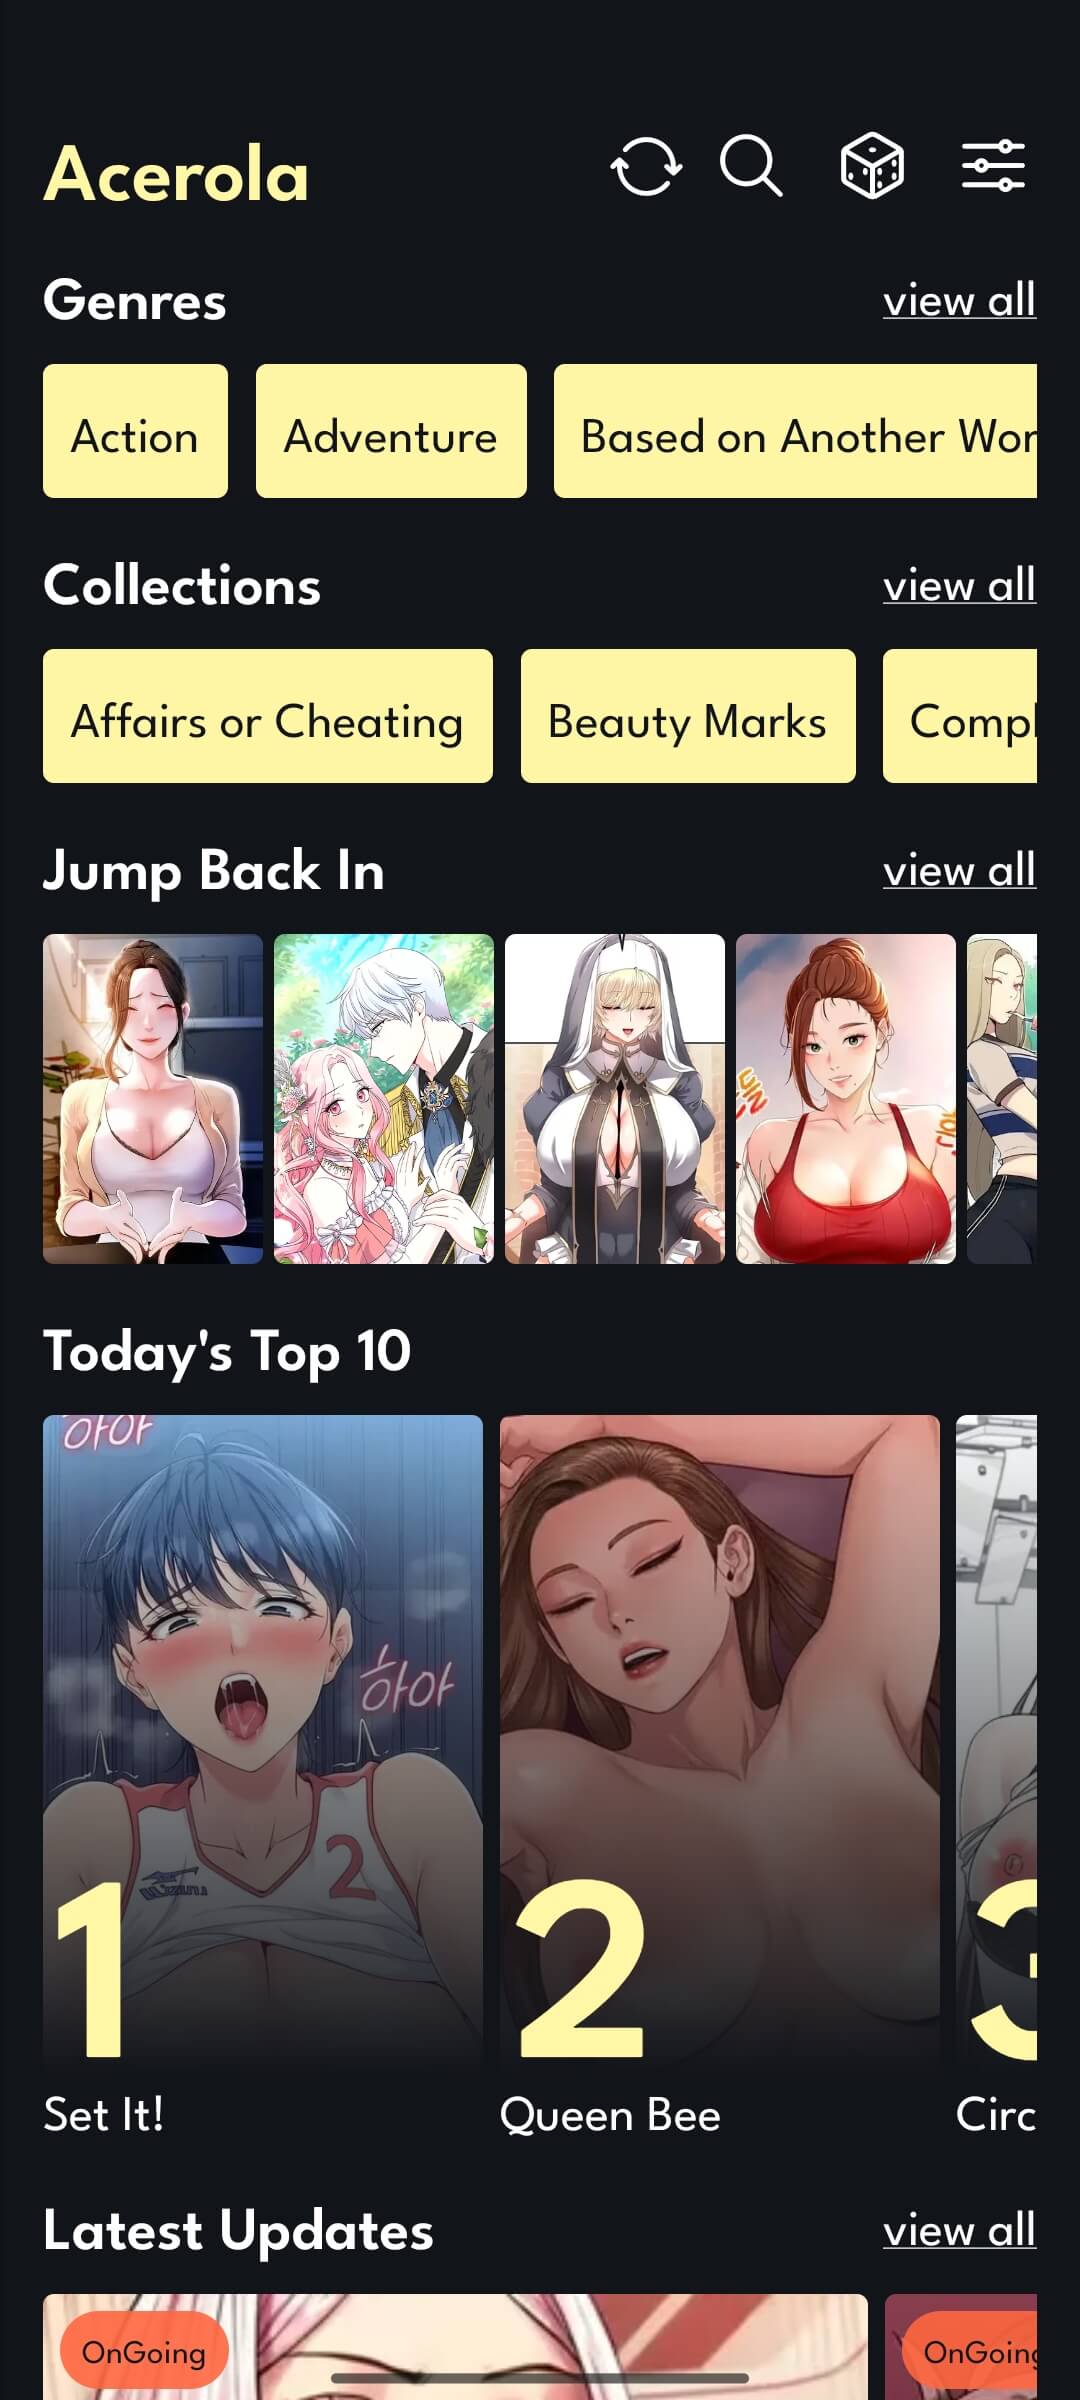 Acerola
Genres
view all
Action
Adventure
Based on Another Wor
Collections
view all
Affairs or Cheating
Beauty Marks
Compl
Jump Back In
view all
Today's Top 10
하아
하아
2
1
2
3
Set It!
Queen Bee
Circ
Latest Updates
view all
OnGoing
OnGoing